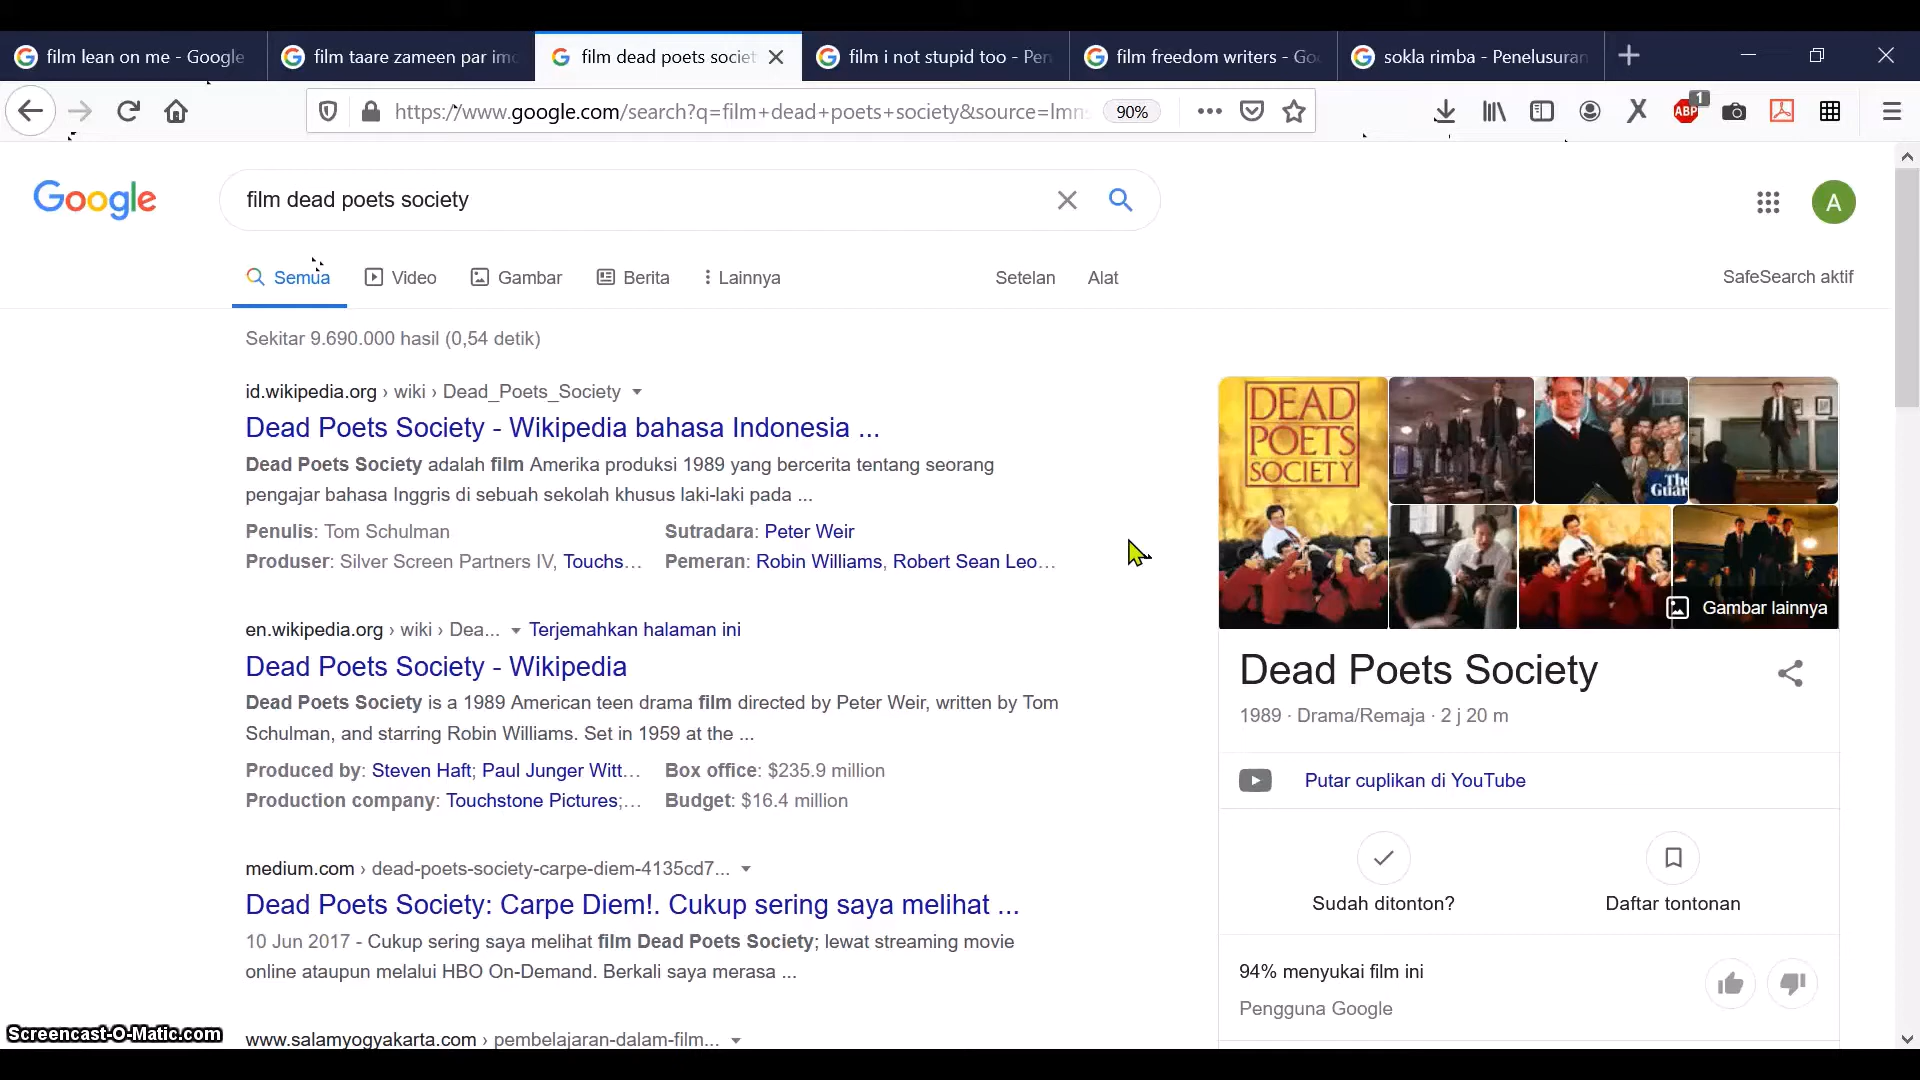 film lean on me - Google
film taare zameen par imd
film dead poets societ
film i not stupid too - Pen
film freedom writers - Go
sokla rimba - Penelusuran
https://www.google.com/search?q=film+dead+poets+society&source=lmns
90%
ABP
1
Google
film dead poets society
A
Semua
Video
Gambar
Berita
Lainnya
Setelan
Alat
SafeSearch aktif
Sekitar 9.690.000 hasil (0,54 detik)
id.wikipedia.org › wiki › Dead_Poets_Society
Dead Poets Society - Wikipedia bahasa Indonesia ...
Dead Poets Society adalah film Amerika produksi 1989 yang bercerita tentang seorang
pengajar bahasa Inggris di sebuah sekolah khusus laki-laki pada ...
Penulis: Tom Schulman
Sutradara: Peter Weir
Produser: Silver Screen Partners IV, Touchs...
Pemeran: Robin Williams, Robert Sean Leo...
en.wikipedia.org › wiki › Dea...
Terjemahkan halaman ini
Dead Poets Society - Wikipedia
Dead Poets Society is a 1989 American teen drama film directed by Peter Weir, written by Tom
Schulman, and starring Robin Williams. Set in 1959 at the ...
Produced by: Steven Haft; Paul Junger Witt...
Box office: $235.9 million
Production company: Touchstone Pictures;...
Budget: $16.4 million
medium.com › dead-poets-society-carpe-diem-4135cd7...
Dead Poets Society: Carpe Diem!. Cukup sering saya melihat ...
10 Jun 2017 - Cukup sering saya melihat film Dead Poets Society; lewat streaming movie
online ataupun melalui HBO On-Demand. Berkali saya merasa ...
www.salamyogyakarta.com › pembelajaran-dalam-film...
DEAD
POETS
SOCIETY
The
Guar
Gambar lainnya
Dead Poets Society
1989 · Drama/Remaja · 2 j 20 m
Putar cuplikan di YouTube
Sudah ditonton?
Daftar tontonan
94% menyukai film ini
Pengguna Google
Screencast-O-Matic.com